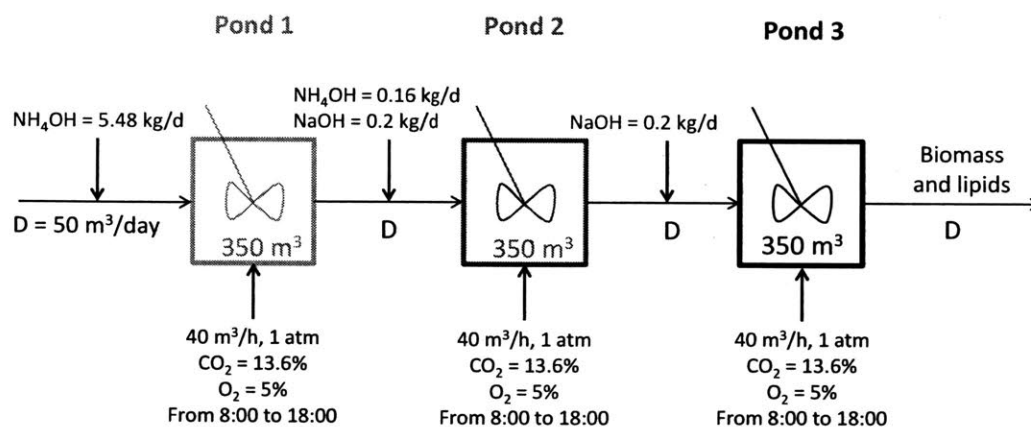 Pond 1
Pond 2
Pond 3
NH₄OH = 5.48 kg/d
NH₄OH = 0.16 kg/d
NaOH = 0.2 kg/d
NaOH = 0.2 kg/d
Biomass
and lipids
D = 50 m³/day
D
D
D
350 m³
350 m³
350 m³
40 m³/h, 1 atm
CO₂ = 13.6%
O₂ = 5%
From 8:00 to 18:00
40 m³/h, 1 atm
CO₂ = 13.6%
O₂ = 5%
From 8:00 to 18:00
40 m³/h, 1 atm
CO₂ = 13.6%
O₂ = 5%
From 8:00 to 18:00